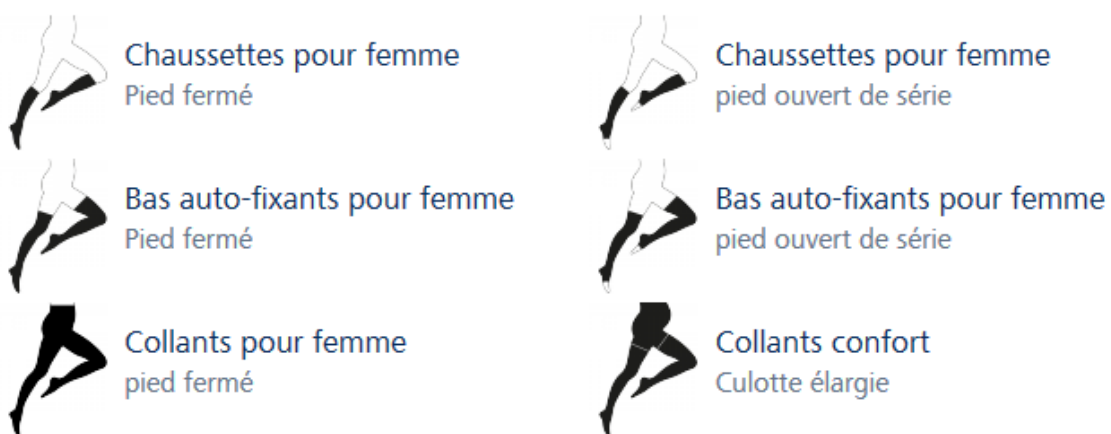 Chaussettes pour femme
Pied fermé
Chaussettes pour femme
pied ouvert de série
Bas auto-fixants pour femme
Pied fermé
Bas auto-fixants pour femme
pied ouvert de série
Collants pour femme
pied fermé
Collants confort
Culotte élargie